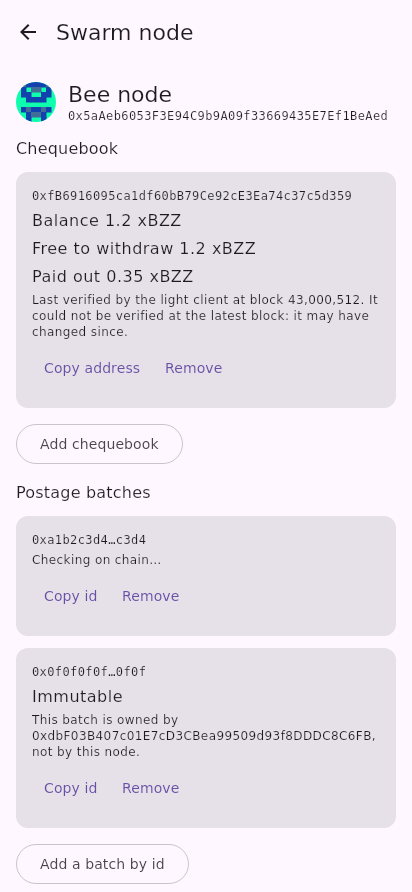 Swarm node
Bee node
0x5aAeb6053F3E94C9b9A09f33669435E7Ef1BeAed
Chequebook
0xfB6916095ca1df60bB79Ce92cE3Ea74c37c5d359
Balance 1.2 xBZZ
Free to withdraw 1.2 xBZZ
Paid out 0.35 xBZZ
Last verified by the light client at block 43,000,512. It
could not be verified at the latest block: it may have
changed since.
Copy address Remove
Add chequebook
Postage batches
0xa1b2c3d4…c3d4
Checking on chain…
Copy id Remove
0x0f0f0f0f…0f0f
Immutable
This batch is owned by
0xdbF03B407c01E7cD3CBea99509d93f8DDDC8C6FB,
not by this node.
Copy id Remove
Add a batch by id